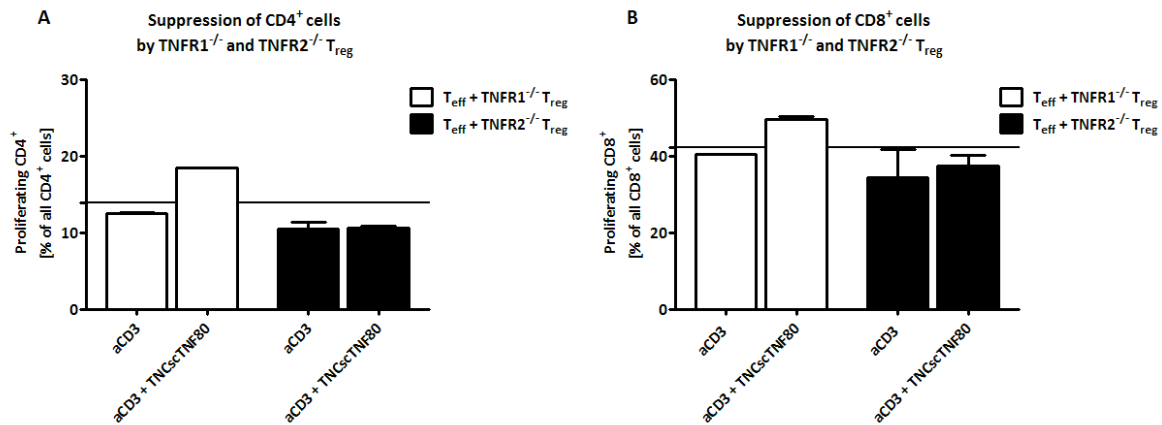 A
Suppression of CD4⁺ cells
by TNFR1⁻/⁻ and TNFR2⁻/⁻ Treg
30
20
10
0
Proliferating CD4⁺
[% of all CD4⁺ cells]
Teff + TNFR1⁻/⁻ Treg
Teff + TNFR2⁻/⁻ Treg
aCD3
aCD3 + TNCscTNF80
aCD3
aCD3 + TNCscTNF80
B
Suppression of CD8⁺ cells
by TNFR1⁻/⁻ and TNFR2⁻/⁻ Treg
60
40
20
0
Proliferating CD8⁺
[% of all CD8⁺ cells]
Teff + TNFR1⁻/⁻ Treg
Teff + TNFR2⁻/⁻ Treg
aCD3
aCD3 + TNCscTNF80
aCD3
aCD3 + TNCscTNF80